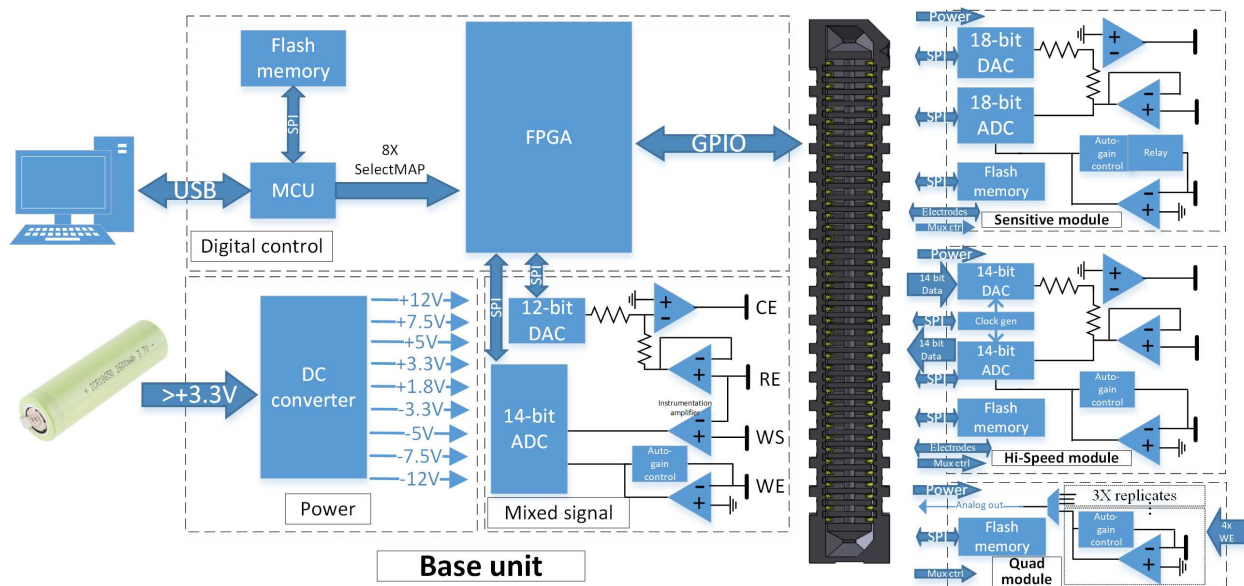 Flash
memory
SPI
USB
MCU
8X
SelectMAP
FPGA
GPIO
Digital control
SPI
SPI
12-bit
DAC
CE
RE
Instrumentation
amplifier
WS
14-bit
ADC
Auto-
gain
control
WE
Mixed signal
+ ICR18650 2600mAh 3.7V -
>+3.3V
DC
converter
+12V
+7.5V
+5V
+3.3V
+1.8V
-3.3V
-5V
-7.5V
-12V
Power
Base unit
Power
SPI
18-bit
DAC
SPI
18-bit
ADC
Auto-
gain
control
Relay
SPI
Flash
memory
Electrodes
Mux ctrl
Sensitive module
Power
14 bit
Data
14-bit
DAC
SPI
Clock gen
14 bit
Data
14-bit
ADC
SPI
Auto-
gain
control
SPI
Flash
memory
Electrodes
Mux ctrl
Hi-Speed module
Power
Analog out
3X replicates
SPI
Flash
memory
Auto-
gain
control
4x
WE
Mux ctrl
Quad
module